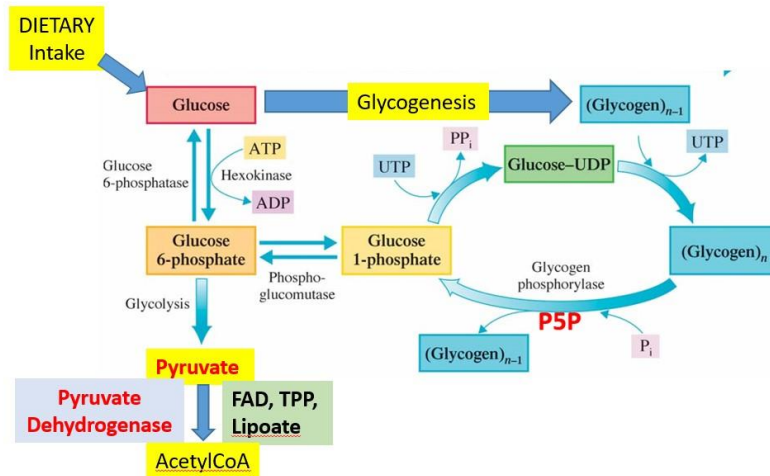 DIETARY
Intake
Glucose
Glycogenesis
(Glycogen)n–1
Glucose
6-phosphatase
ATP
Hexokinase
ADP
UTP
PPi
Glucose–UDP
UTP
Glucose
6-phosphate
Phospho-
glucomutase
Glucose
1-phosphate
(Glycogen)n
Glycogen
phosphorylase
P5P
Pi
(Glycogen)n–1
Glycolysis
Pyruvate
Pyruvate
Dehydrogenase
FAD, TPP,
Lipoate
AcetylCoA